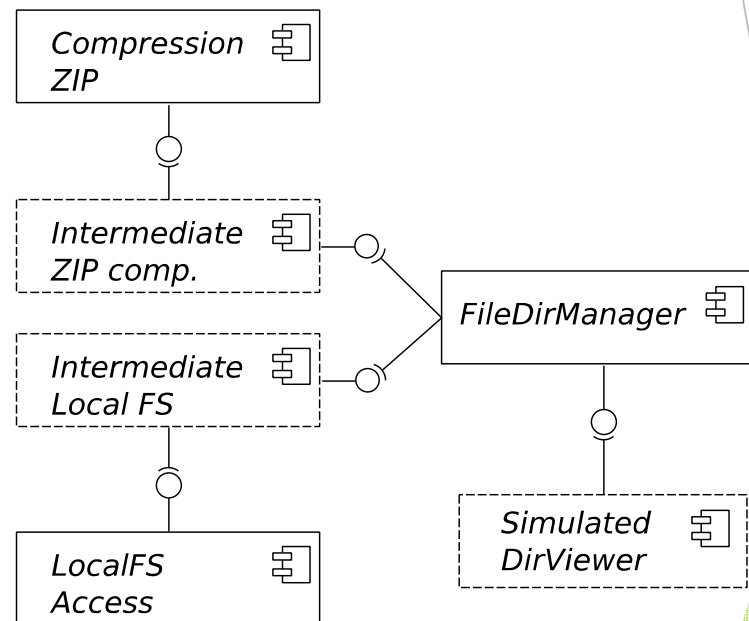 Compression
ZIP
Intermediate
ZIP comp.
FileDirManager
Intermediate
Local FS
Simulated
DirViewer
LocalFS
Access